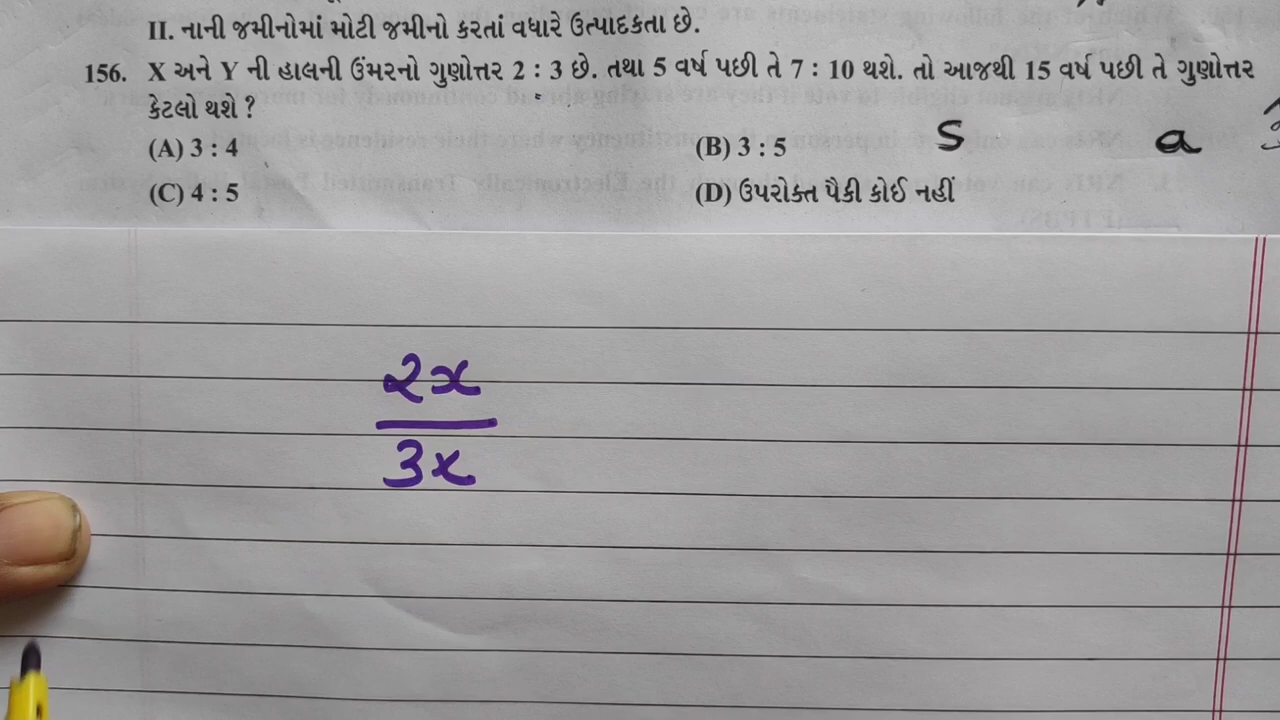 II. નાની જમીનોમાં મોટી જમીનો કરતાં વધારે ઉત્પાદકતા છે.
156. X અને Y ની હાલની ઉંમરનો ગુણોત્તર 2 : 3 છે. તથા 5 વર્ષ પછી તે 7 : 10 થશે. તો આજથી 15 વર્ષ પછી તે ગુણોત્તર
કેટલો થશે ?
(A) 3 : 4 (B) 3 : 5
(C) 4 : 5 (D) ઉપરોક્ત પૈકી કોઈ નહીં
S a
2x
3x